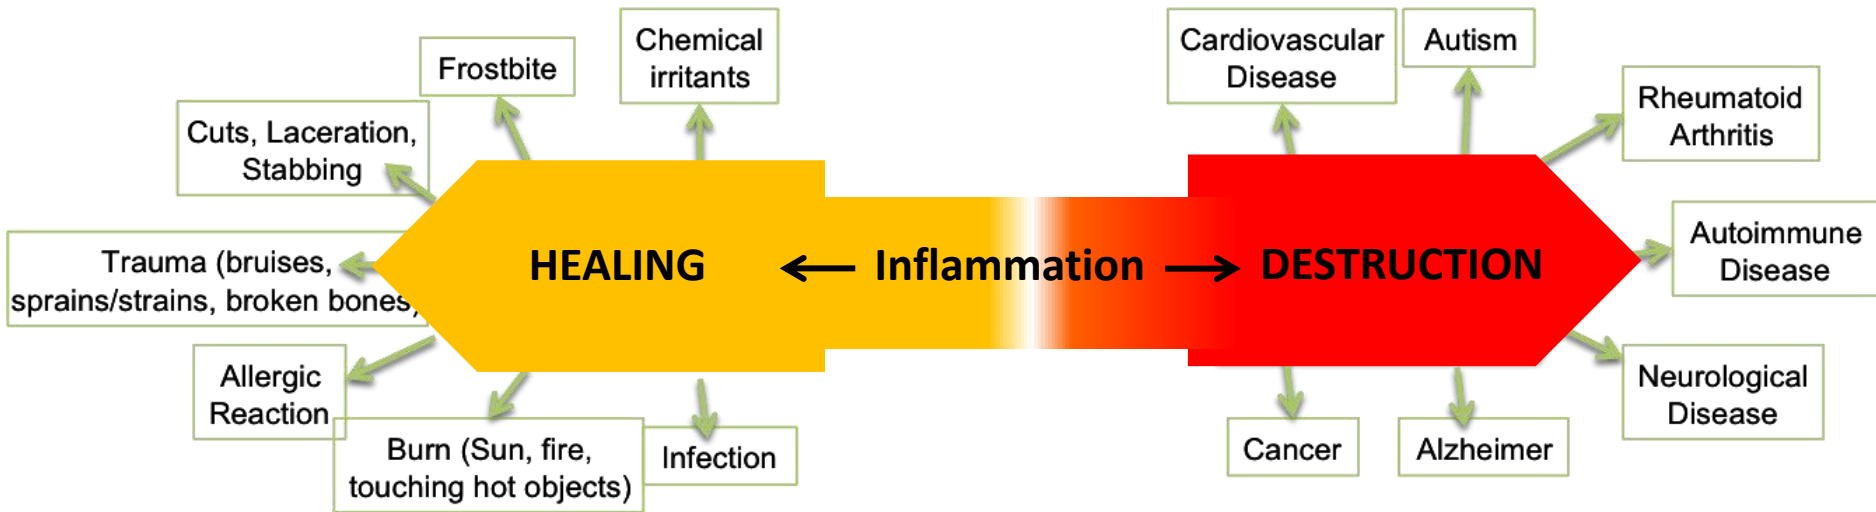 Chemical
irritants
Frostbite
Cuts, Laceration,
Stabbing
Trauma (bruises,
sprains/strains, broken bones)
Allergic
Reaction
Burn (Sun, fire,
touching hot objects)
Infection
HEALING
Inflammation
DESTRUCTION
Cardiovascular
Disease
Autism
Rheumatoid
Arthritis
Autoimmune
Disease
Neurological
Disease
Alzheimer
Cancer